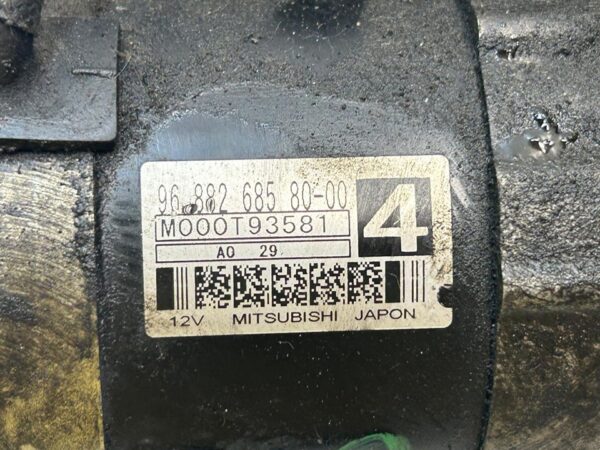 96 882 685 80-00
M000T93581
4
A0 29
12V MITSUBISHI JAPON